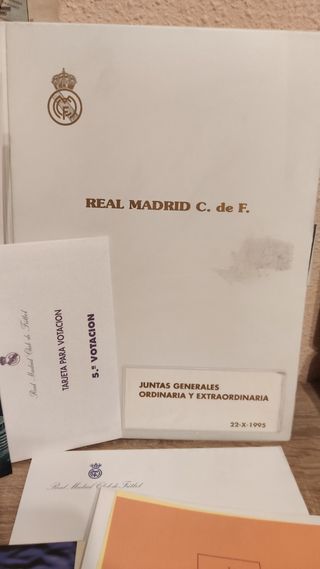 REAL MADRID C. de F.
JUNTAS GENERALES
ORDINARIA Y EXTRAORDINARIA
22-X-1995
Real Madrid Club de Fútbol
TARJETA PARA VOTACION
5.ª VOTACION
Real Madrid Club de Fútbol